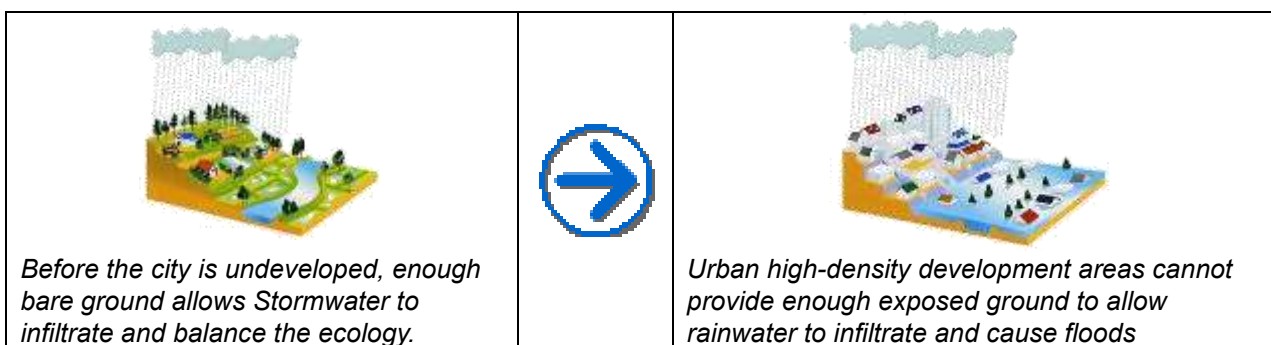 Before the city is undeveloped, enough
bare ground allows Stormwater to
infiltrate and balance the ecology.
Urban high-density development areas cannot
provide enough exposed ground to allow
rainwater to infiltrate and cause floods